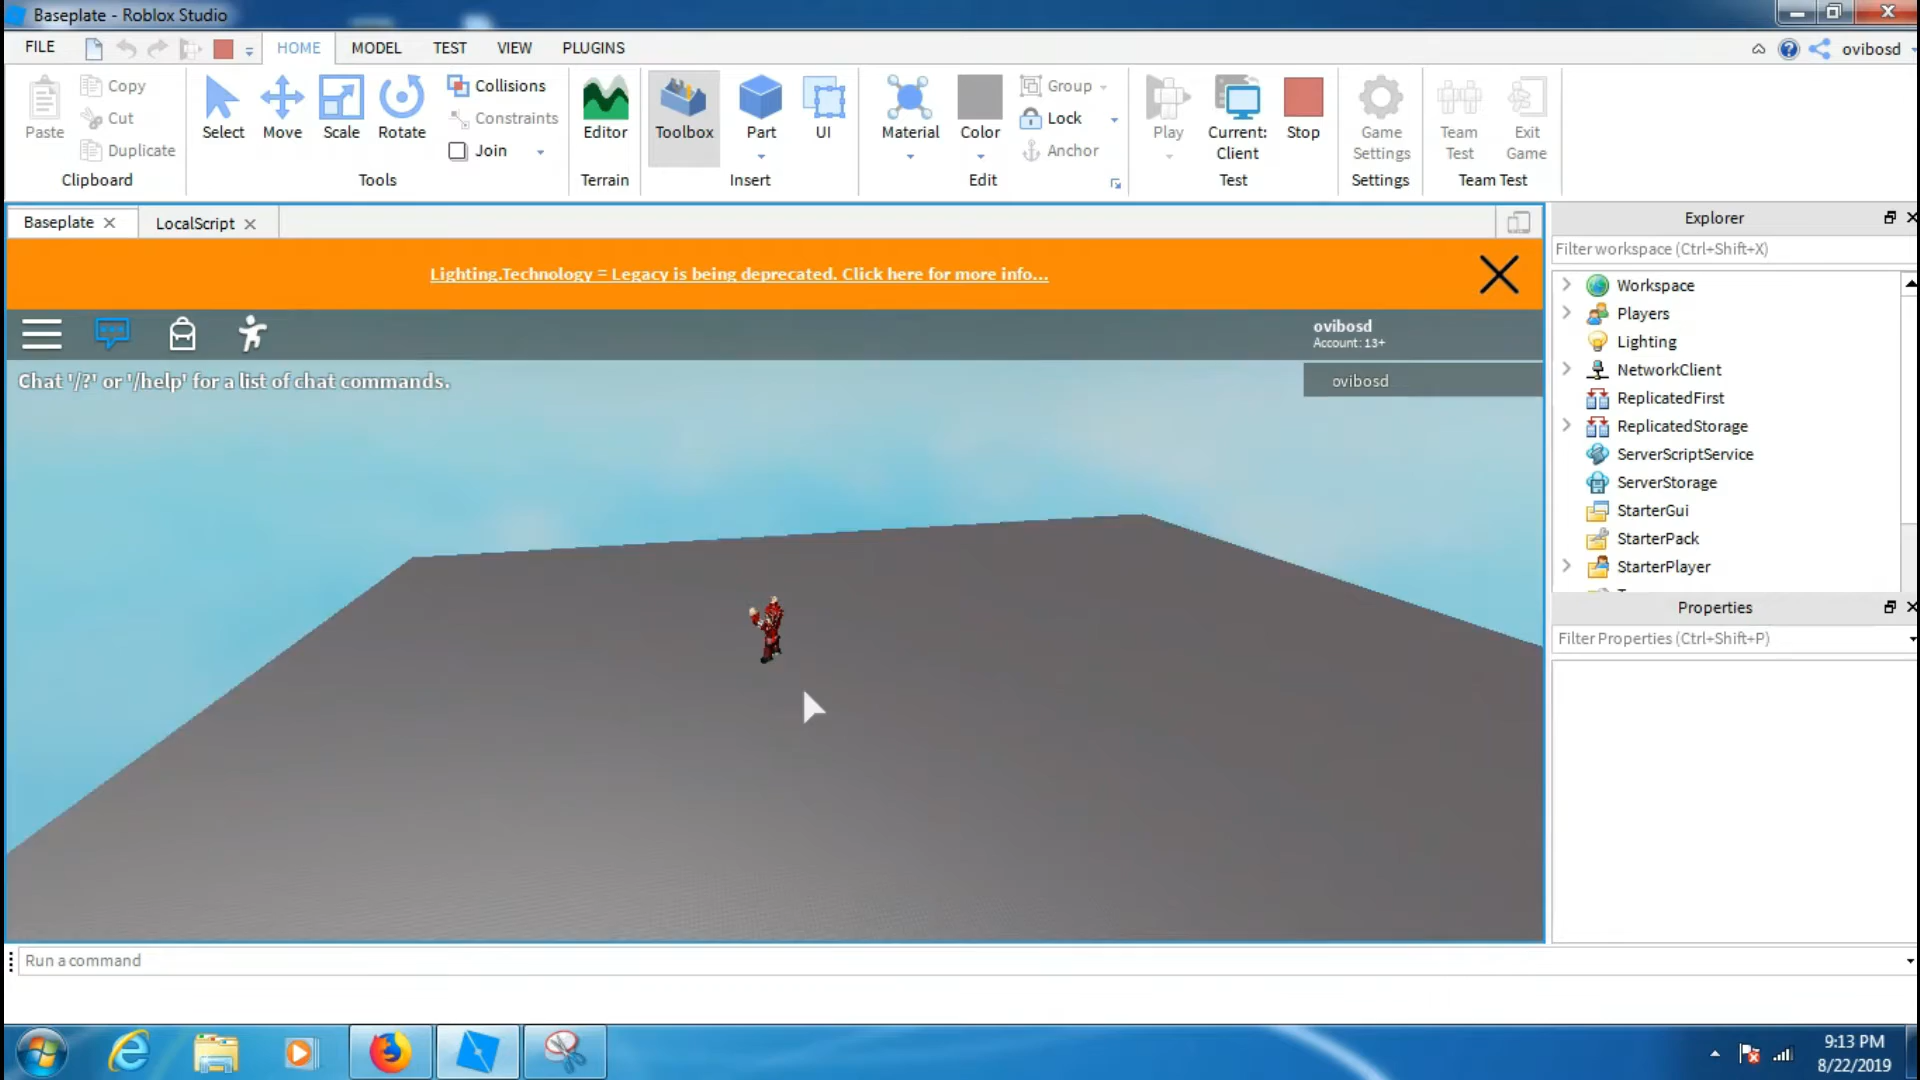 Baseplate - Roblox Studio
FILE
HOME
MODEL
TEST
VIEW
PLUGINS
ovibosd
Paste
Copy
Cut
Duplicate
Clipboard
Select
Move
Scale
Rotate
Collisions
Constraints
Join
Tools
Editor
Terrain
Toolbox
Part
UI
Insert
Material
Color
Group
Lock
Anchor
Edit
Play
Current:
Client
Stop
Test
Game
Settings
Settings
Team
Test
Exit
Game
Team Test
Baseplate
LocalScript
Lighting.Technology = Legacy is being deprecated. Click here for more info...
ovibosd
Account: 13+
Chat '/?' or '/help' for a list of chat commands.
ovibosd
Explorer
Filter workspace (Ctrl+Shift+X)
Workspace
Players
Lighting
NetworkClient
ReplicatedFirst
ReplicatedStorage
ServerScriptService
ServerStorage
StarterGui
StarterPack
StarterPlayer
Properties
Filter Properties (Ctrl+Shift+P)
Run a command
9:13 PM
8/22/2019